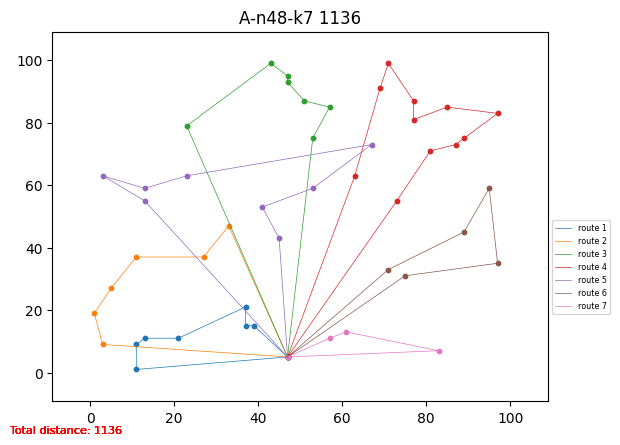 A-n48-k7 1136
100
80
60
40
20
0
0 20 40 60 80 100
route 1
route 2
route 3
route 4
route 5
route 6
route 7
Total distance: 1136